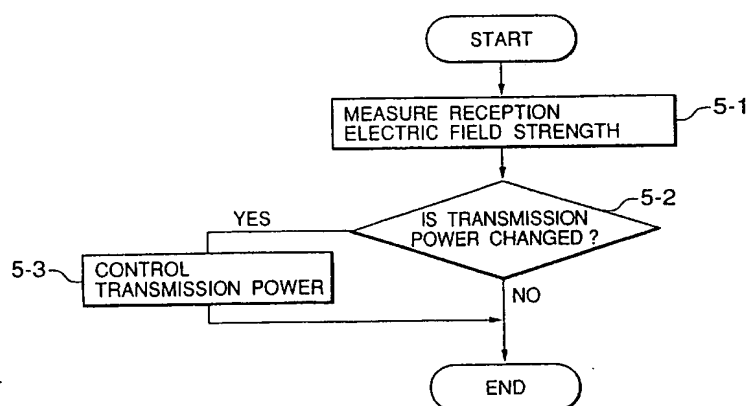 START
MEASURE RECEPTION
ELECTRIC FIELD STRENGTH
5-1
5-2
IS TRANSMISSION
POWER CHANGED ?
YES
5-3
CONTROL
TRANSMISSION POWER
NO
END